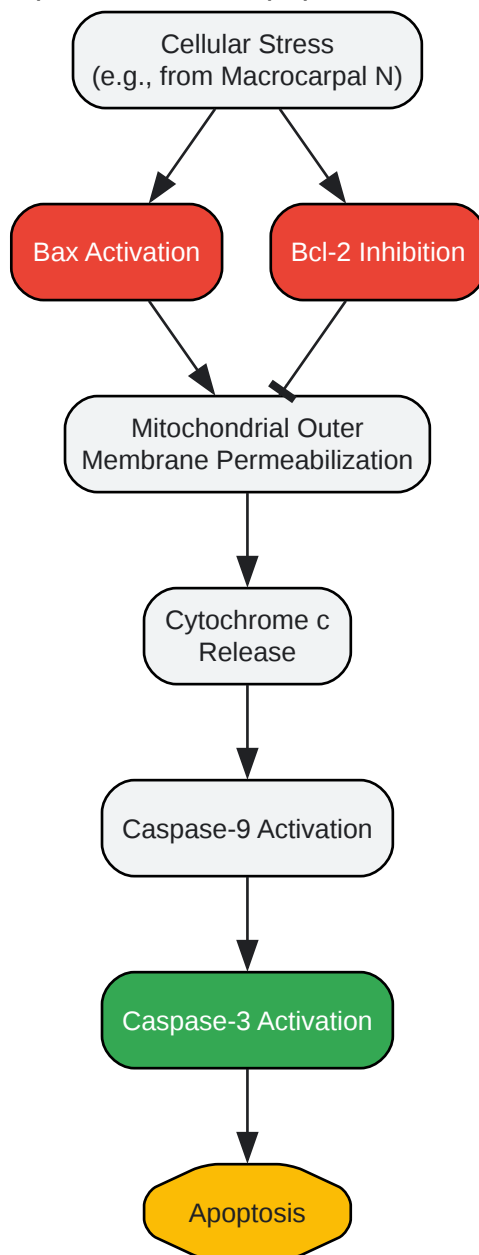 Cellular Stress
(e.g., from Macrocarpal N)
Bax Activation
Bcl-2 Inhibition
Mitochondrial Outer
Membrane Permeabilization
Cytochrome c
Release
Caspase-9 Activation
Caspase-3 Activation
Apoptosis